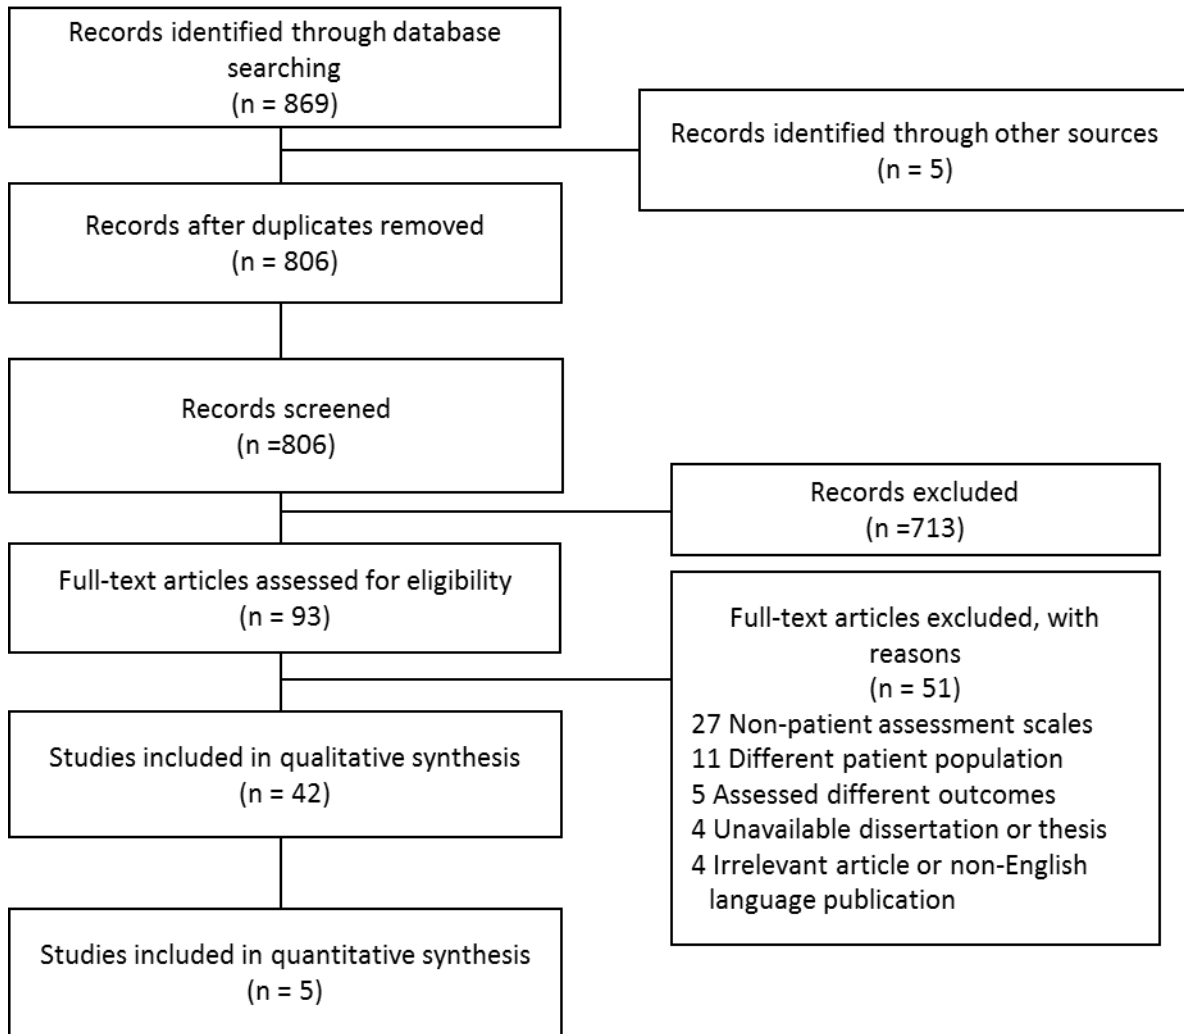 Records identified through database
searching
(n = 869)
Records identified through other sources
(n = 5)
Records after duplicates removed
(n = 806)
Records screened
(n =806)
Records excluded
(n =713)
Full-text articles assessed for eligibility
(n = 93)
Full-text articles excluded, with
reasons
(n = 51)
27 Non-patient assessment scales
11 Different patient population
5 Assessed different outcomes
4 Unavailable dissertation or thesis
4 Irrelevant article or non-English
language publication
Studies included in qualitative synthesis
(n = 42)
Studies included in quantitative synthesis
(n = 5)